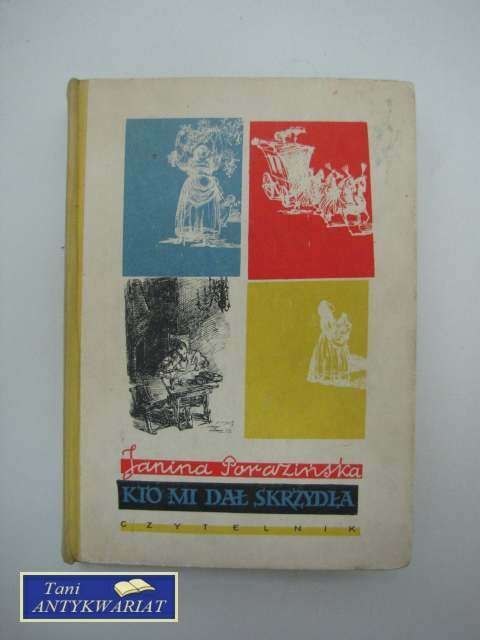 Janina Porazińska
KTO MI DAŁ SKRZYDŁA
CZYTELNIK
Tani
ANTYKWARIAT